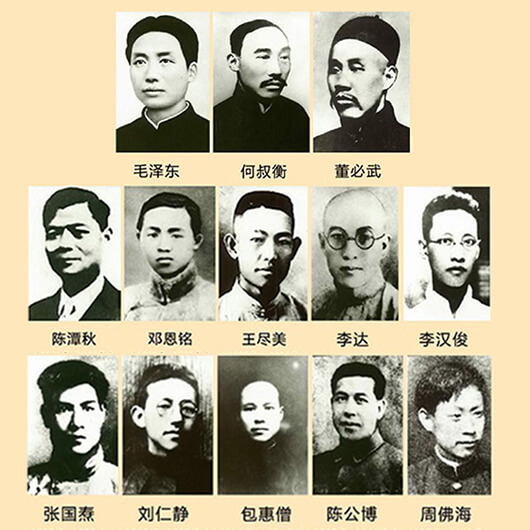 毛泽东 何叔衡 董必武
陈潭秋 邓恩铭 王尽美 李达 李汉俊
张国焘 刘仁静 包惠僧 陈公博 周佛海